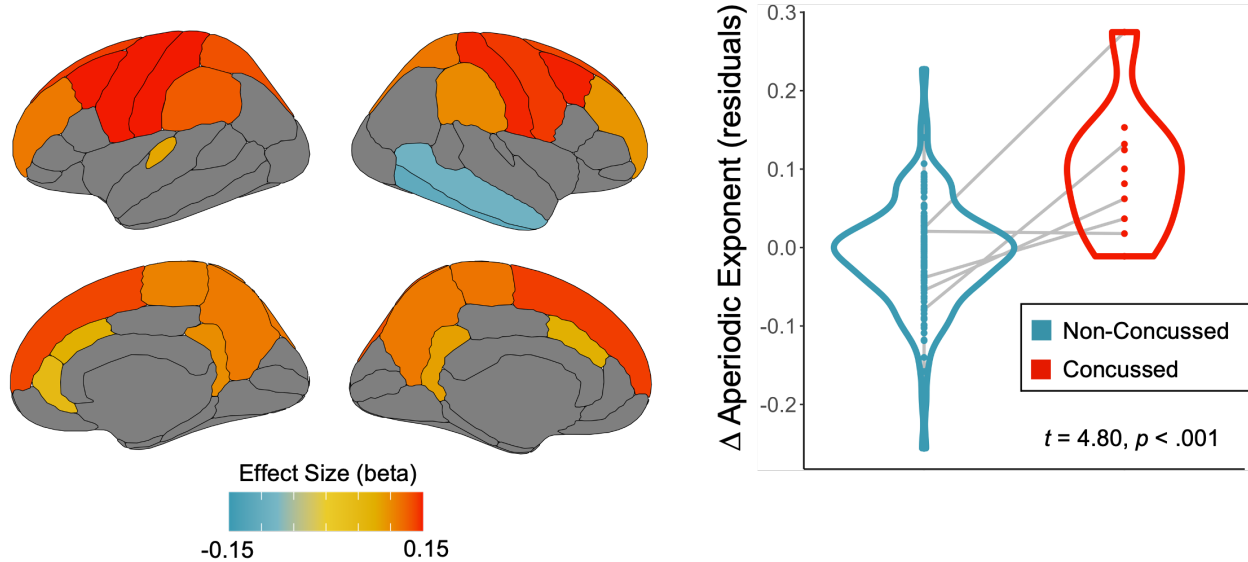 Effect Size (beta)
-0.15
0.15
Δ Aperiodic Exponent (residuals)
0.3
0.2
0.1
0.0
-0.1
-0.2
Non-Concussed
Concussed
t = 4.80, p < .001